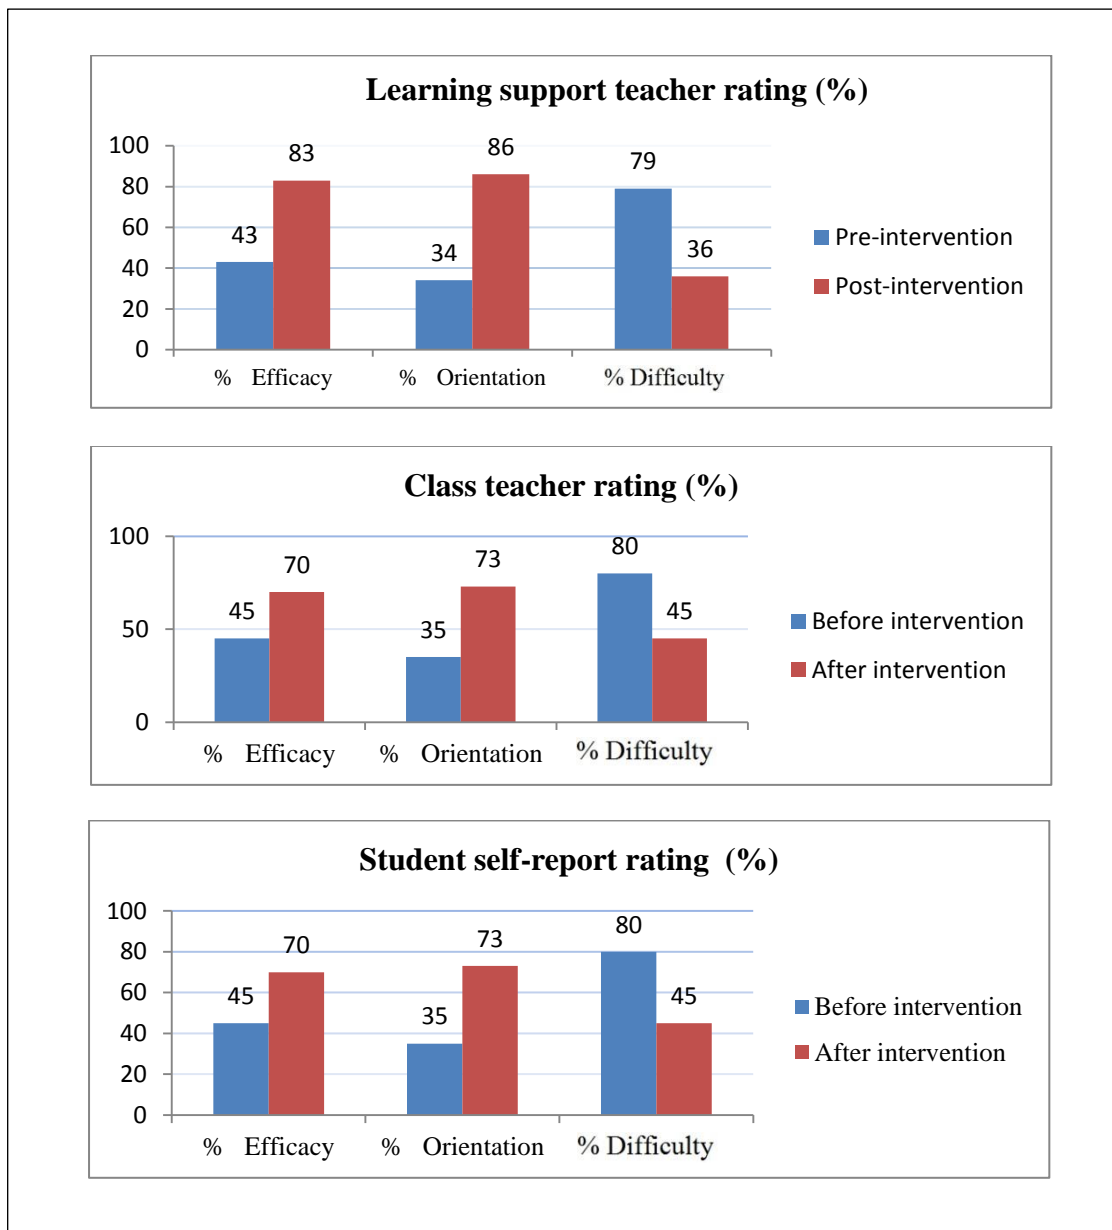 Learning support teacher rating (%)
100
80
60
40
20
0
43
83
34
86
79
36
% Efficacy
% Orientation
% Difficulty
Pre-intervention
Post-intervention
Class teacher rating (%)
100
50
0
45
70
35
73
80
45
% Efficacy
% Orientation
% Difficulty
Before intervention
After intervention
Student self-report rating (%)
100
80
60
40
20
0
45
70
35
73
80
45
% Efficacy
% Orientation
% Difficulty
Before intervention
After intervention